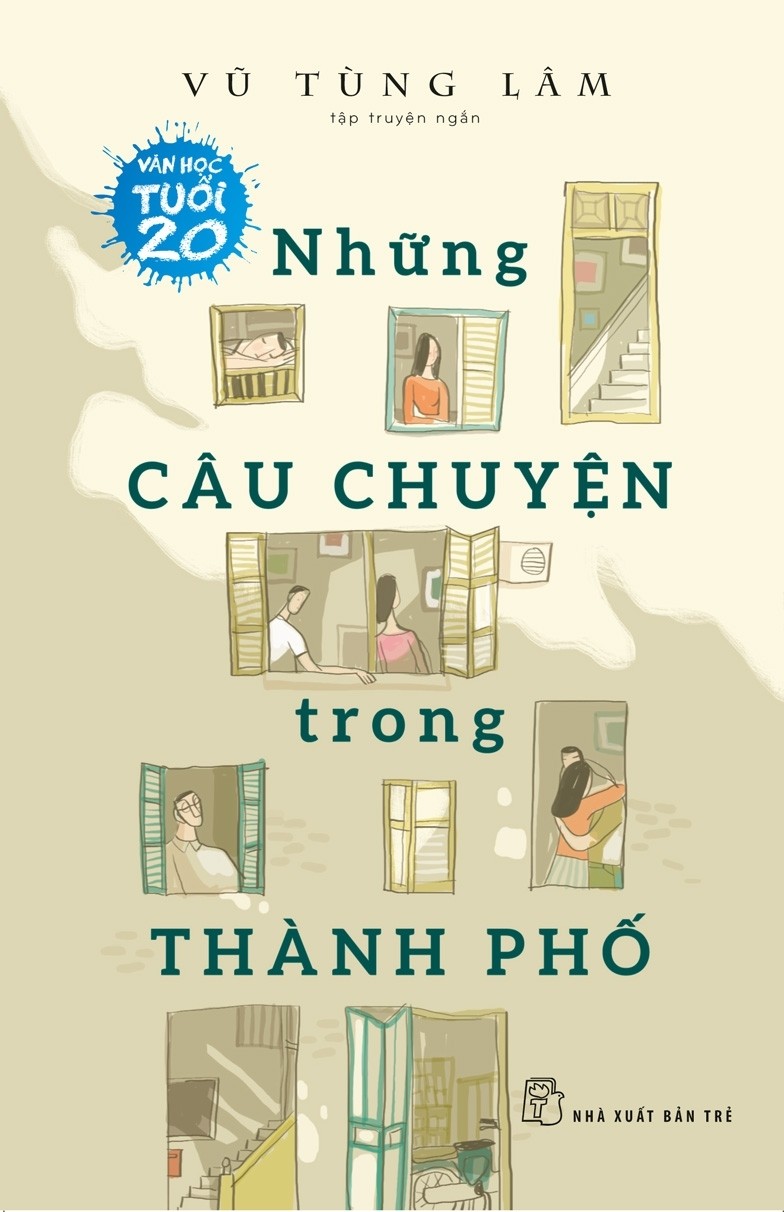 VŨ TÙNG LÂM
tập truyện ngắn
VĂN HỌC
TUỔI
20
Những
CÂU CHUYỆN
trong
THÀNH PHỐ
T
NHÀ XUẤT BẢN TRẺ